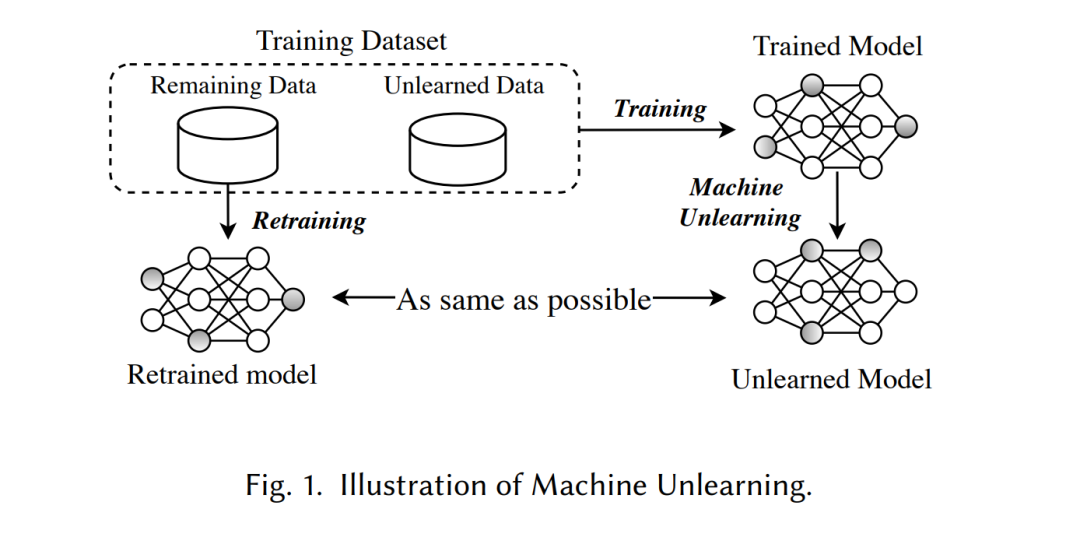 Training Dataset
Remaining Data
Unlearned Data
Training
Trained Model
Machine
Unlearning
Retraining
As same as possible
Retrained model
Unlearned Model
Fig. 1. Illustration of Machine Unlearning.